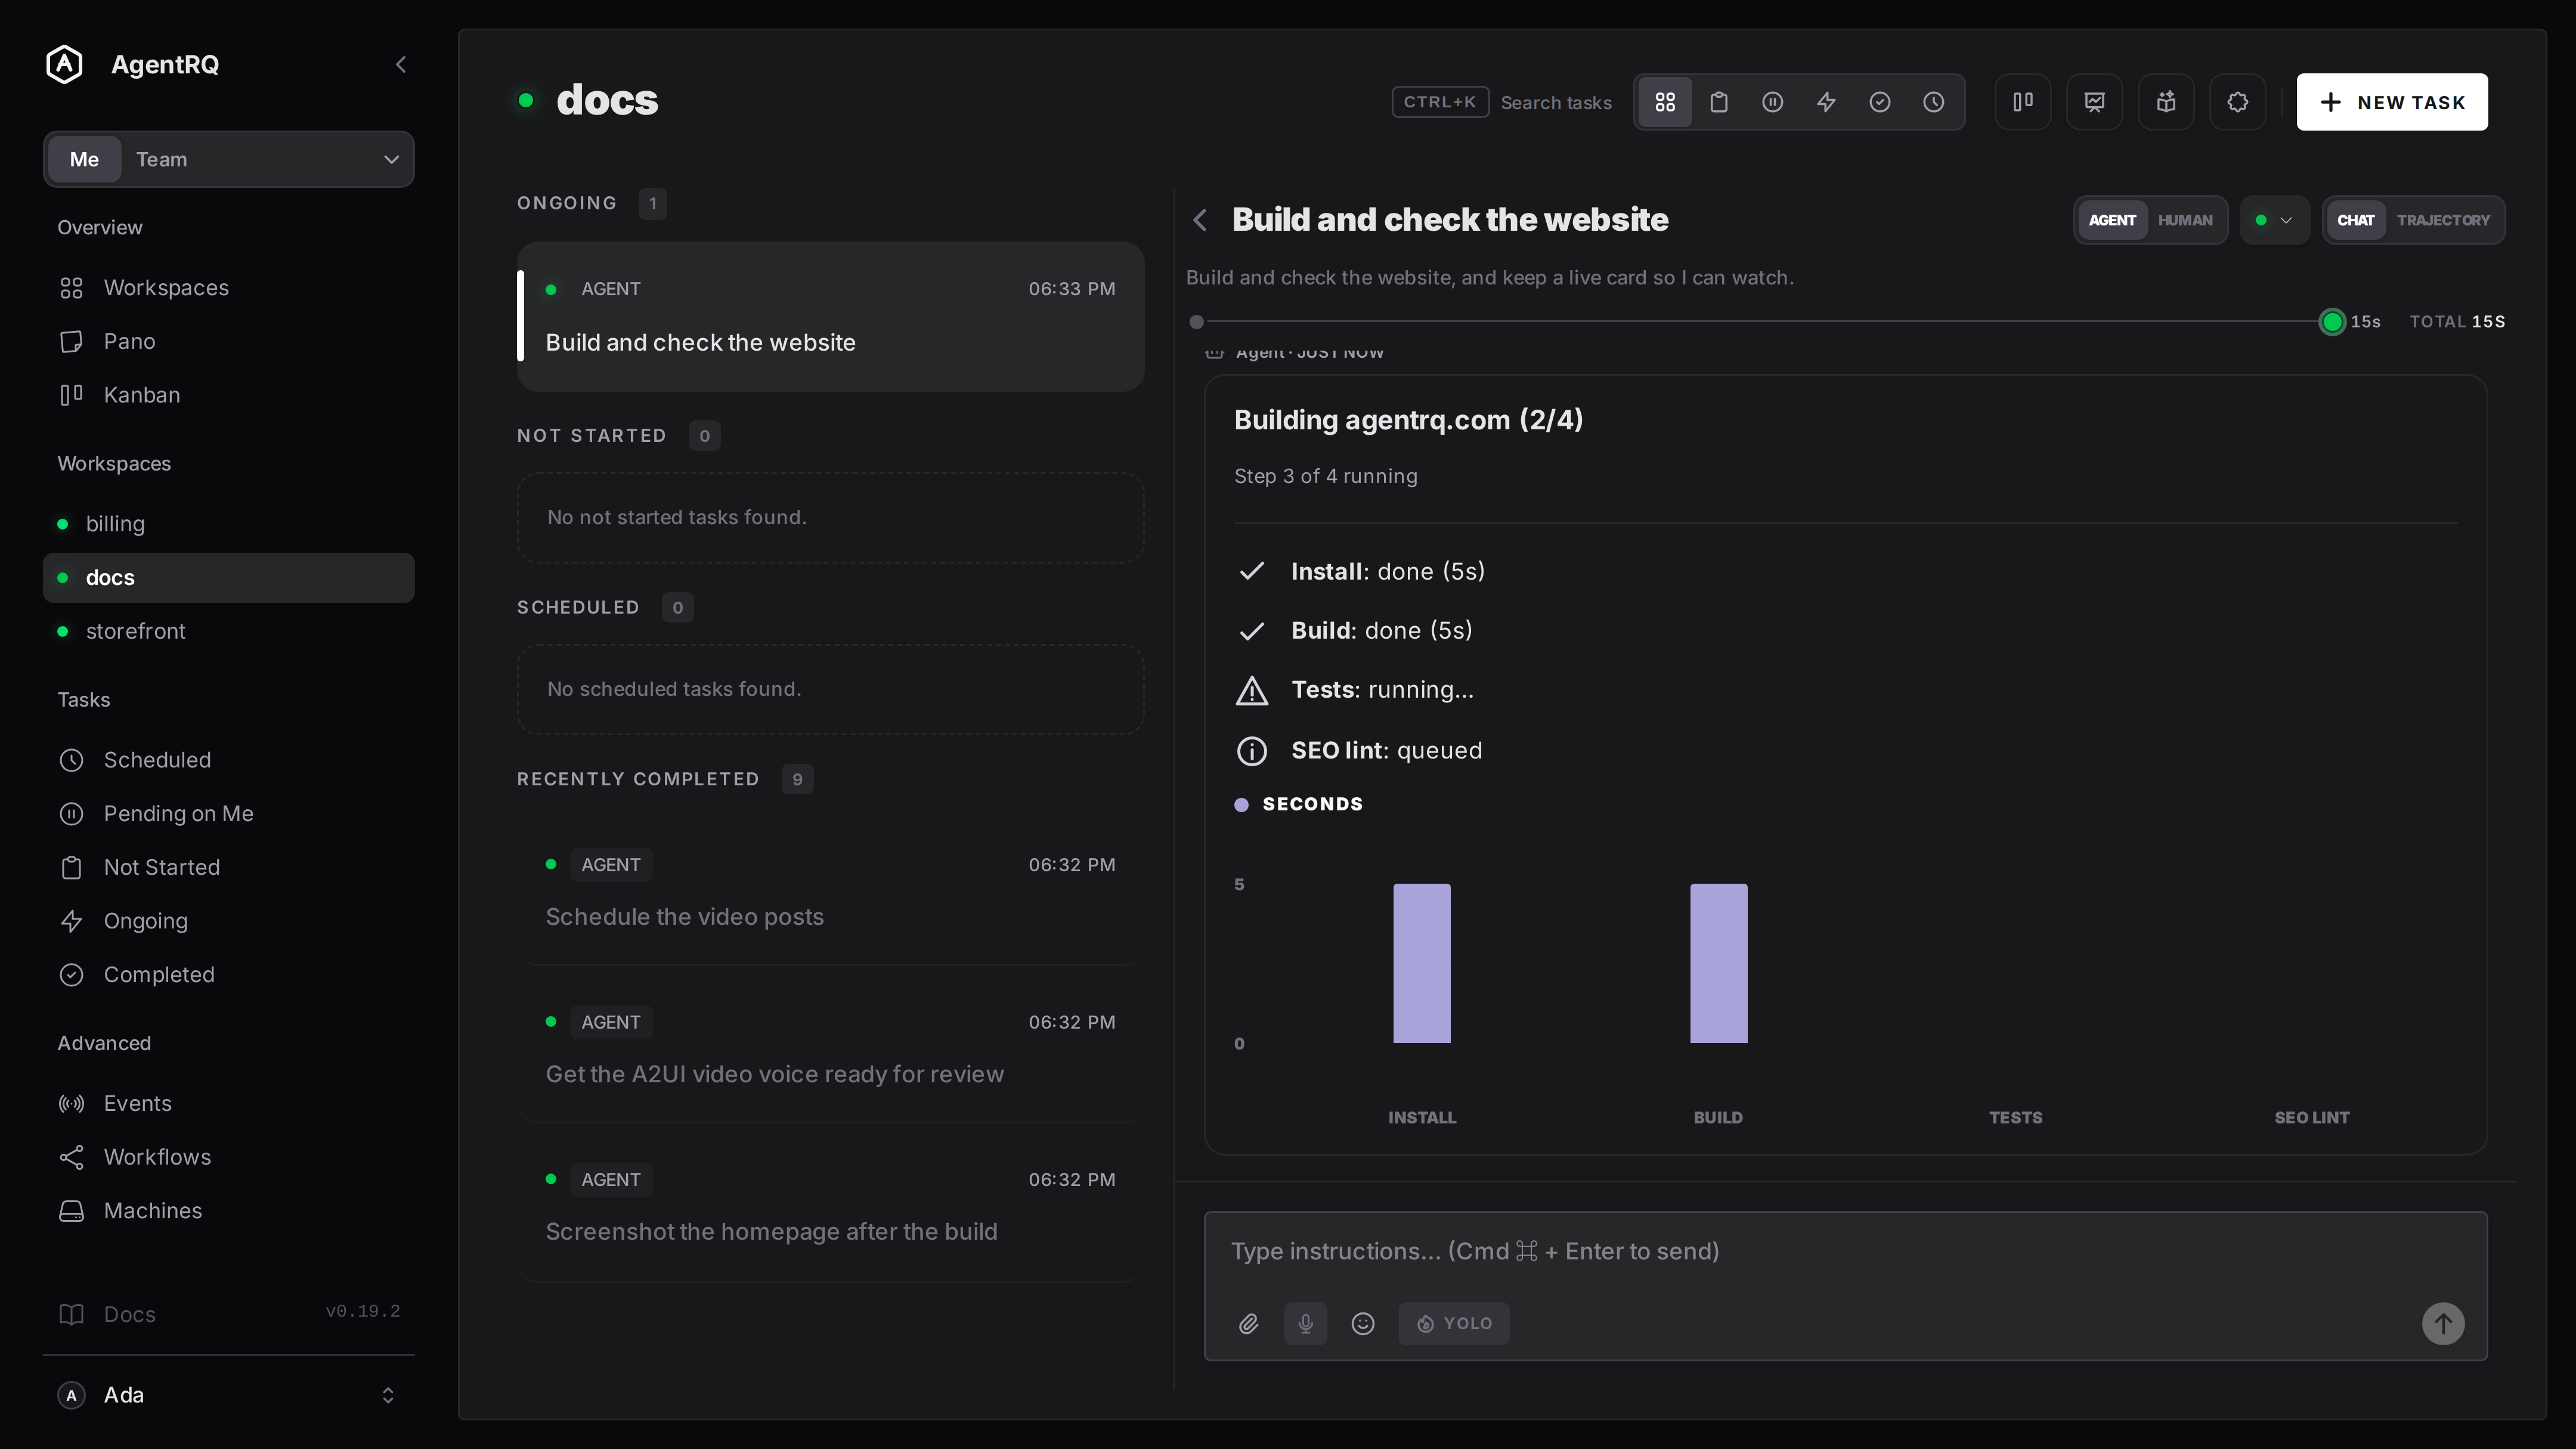 AgentRQ
Me
Team
Overview
Workspaces
Pano
Kanban
Workspaces
billing
docs
storefront
Tasks
Scheduled
Pending on Me
Not Started
Ongoing
Completed
Advanced
Events
Workflows
Machines
Docs
v0.19.2
A
Ada
docs
CTRL+K
Search tasks
NEW TASK
ONGOING 1
AGENT
06:33 PM
Build and check the website
NOT STARTED 0
No not started tasks found.
SCHEDULED 0
No scheduled tasks found.
RECENTLY COMPLETED 9
AGENT
06:32 PM
Schedule the video posts
AGENT
06:32 PM
Get the A2UI video voice ready for review
AGENT
06:32 PM
Screenshot the homepage after the build
Build and check the website
AGENT
HUMAN
CHAT
TRAJECTORY
Build and check the website, and keep a live card so I can watch.
15s
TOTAL 15S
Agent · JUST NOW
Building agentrq.com (2/4)
Step 3 of 4 running
Install: done (5s)
Build: done (5s)
Tests: running...
SEO lint: queued
SECONDS
5
0
INSTALL
BUILD
TESTS
SEO LINT
Type instructions... (Cmd ⌘ + Enter to send)
YOLO